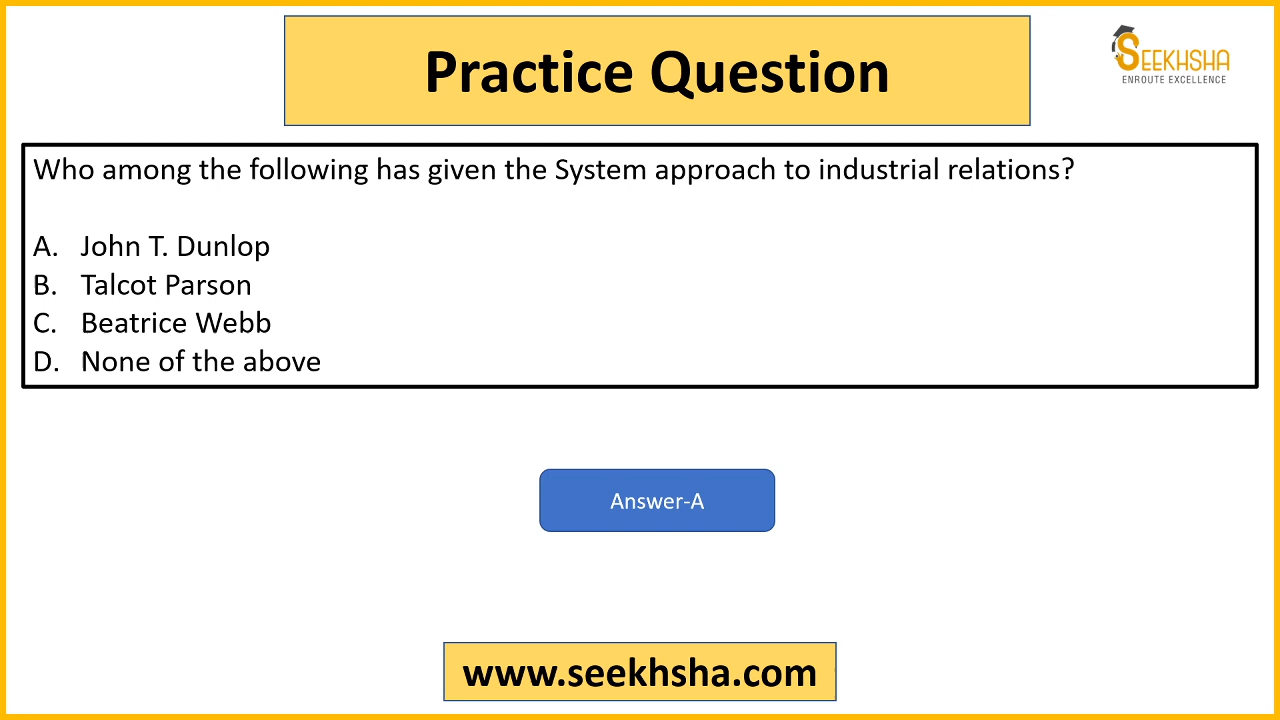 Practice Question
SEEKHSHA
ENROUTE EXCELLENCE
Who among the following has given the System approach to industrial relations?
A. John T. Dunlop
B. Talcot Parson
C. Beatrice Webb
D. None of the above
Answer-A
www.seekhsha.com